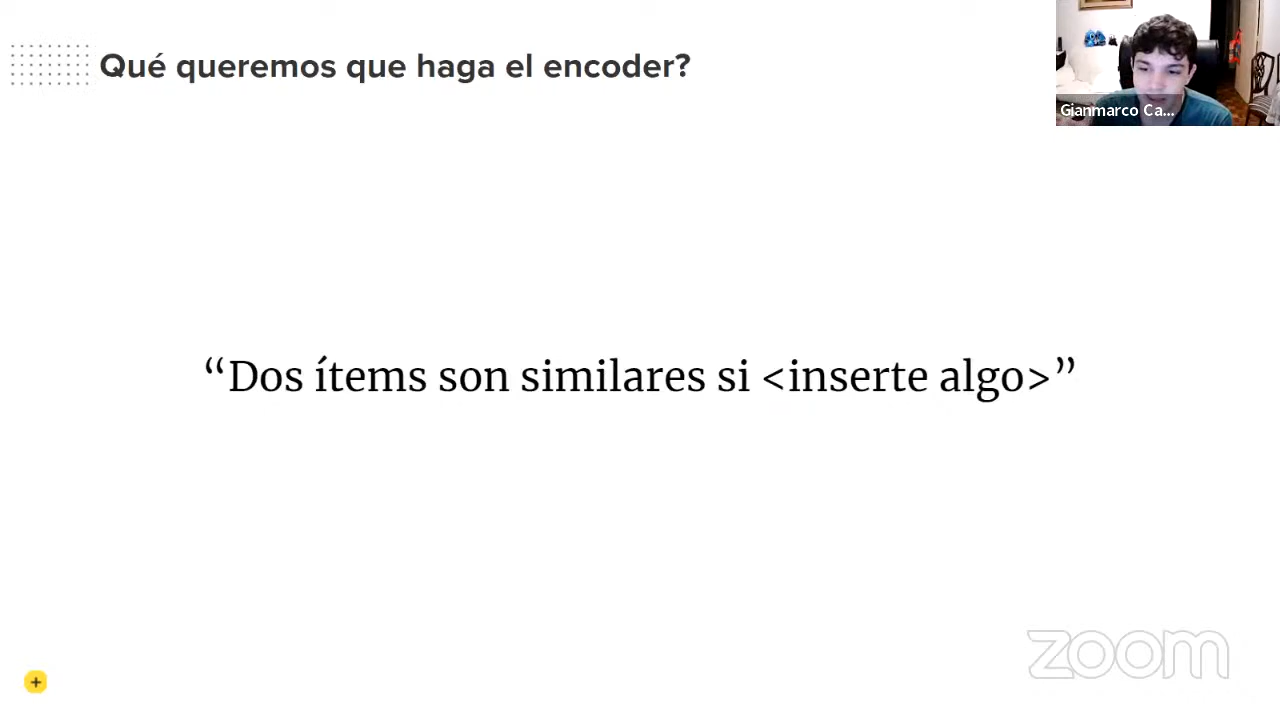 Qué queremos que haga el encoder?
Gianmarco Ca...
“Dos ítems son similares si <inserte algo>”
zoom
+